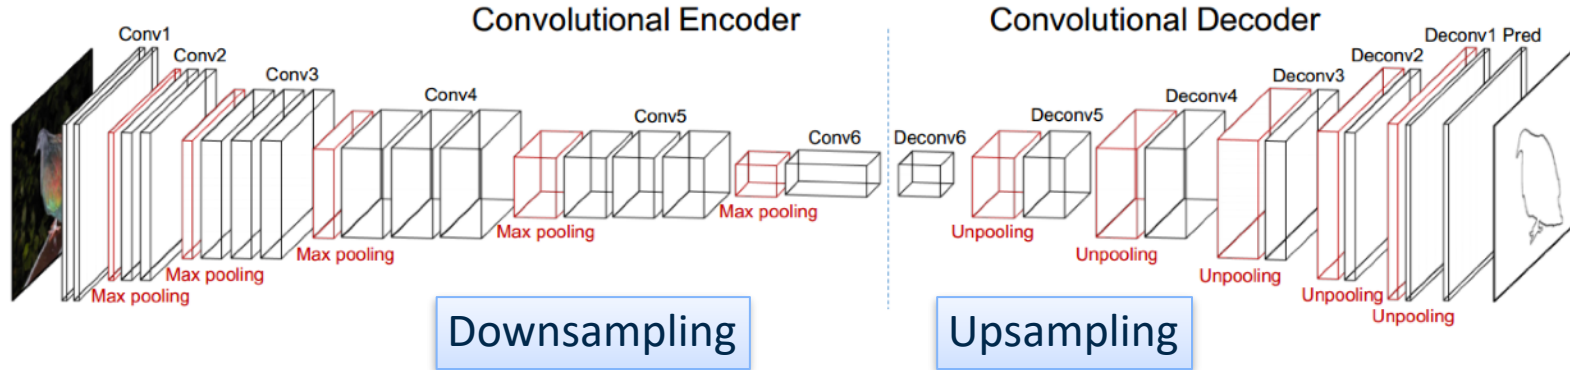 Convolutional Encoder
Convolutional Decoder
Conv1
Conv2
Conv3
Conv4
Conv5
Conv6
Deconv6
Deconv5
Deconv4
Deconv3
Deconv2
Deconv1 Pred
Max pooling
Max pooling
Max pooling
Max pooling
Max pooling
Unpooling
Unpooling
Unpooling
Unpooling
Unpooling
Downsampling
Upsampling